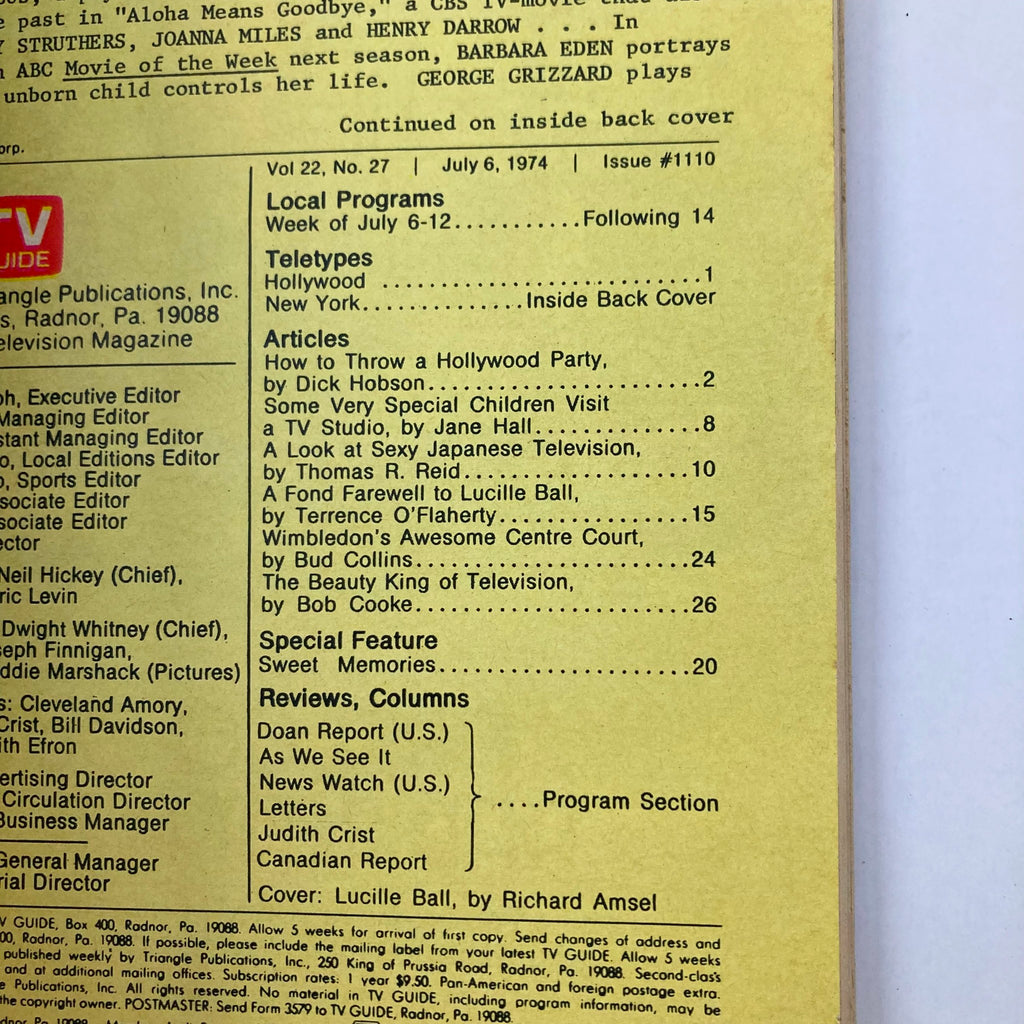 e past in "Aloha Means Goodbye," a CBS TV-movie
STRUTHERS, JOANNA MILES and HENRY DARROW . . . In
ABC Movie of the Week next season, BARBARA EDEN portrays
unborn child controls her life. GEORGE GRIZZARD plays
Continued on inside back cover
orp.
Vol 22, No. 27 | July 6, 1974 | Issue #1110
TV
UIDE
angle Publications, Inc.
s, Radnor, Pa. 19088
elevision Magazine
ph, Executive Editor
Managing Editor
stant Managing Editor
o, Local Editions Editor
o, Sports Editor
sociate Editor
sociate Editor
ector
Neil Hickey (Chief),
ric Levin
Dwight Whitney (Chief),
seph Finnigan,
ddie Marshack (Pictures)
s: Cleveland Amory,
Crist, Bill Davidson,
ith Efron
ertising Director
Circulation Director
Business Manager
General Manager
rial Director
Local Programs
Week of July 6-12...........Following 14
Teletypes
Hollywood ............................1
New York.............Inside Back Cover
Articles
How to Throw a Hollywood Party,
by Dick Hobson........................2
Some Very Special Children Visit
a TV Studio, by Jane Hall..............8
A Look at Sexy Japanese Television,
by Thomas R. Reid...................10
A Fond Farewell to Lucille Ball,
by Terrence O'Flaherty................15
Wimbledon's Awesome Centre Court,
by Bud Collins.......................24
The Beauty King of Television,
by Bob Cooke.......................26
Special Feature
Sweet Memories.....................20
Reviews, Columns
Doan Report (U.S.)
As We See It
News Watch (U.S.)
Letters
Judith Crist
Canadian Report
....Program Section
Cover: Lucille Ball, by Richard Amsel
V GUIDE, Box 400, Radnor, Pa. 19088. Allow 5 weeks for arrival of first copy. Send changes of address and
00, Radnor, Pa. 19088. If possible, please include the mailing label from your latest TV GUIDE. Allow 5 weeks
published weekly by Triangle Publications, Inc., 250 King of Prussia Road, Radnor, Pa. 19088. Second-class
and at additional mailing offices. Subscription rates: 1 year $9.50. Pan-American and foreign postage extra.
e Publications, Inc. All rights reserved. No material in TV GUIDE, including program information, may be
the copyright owner. POSTMASTER: Send Form 3579 to TV GUIDE, Radnor, Pa. 19088.